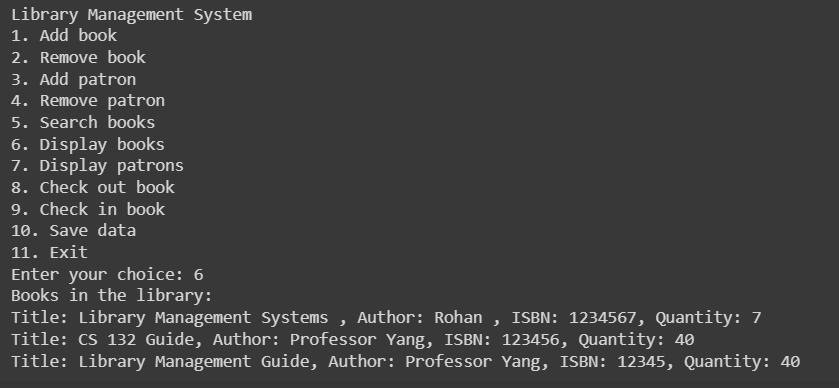 Library Management System
1. Add book
2. Remove book
3. Add patron
4. Remove patron
5. Search books
6. Display books
7. Display patrons
8. Check out book
9. Check in book
10. Save data
11. Exit
Enter your choice: 6
Books in the library:
Title: Library Management Systems , Author: Rohan , ISBN: 1234567, Quantity: 7
Title: CS 132 Guide, Author: Professor Yang, ISBN: 123456, Quantity: 40
Title: Library Management Guide, Author: Professor Yang, ISBN: 12345, Quantity: 40